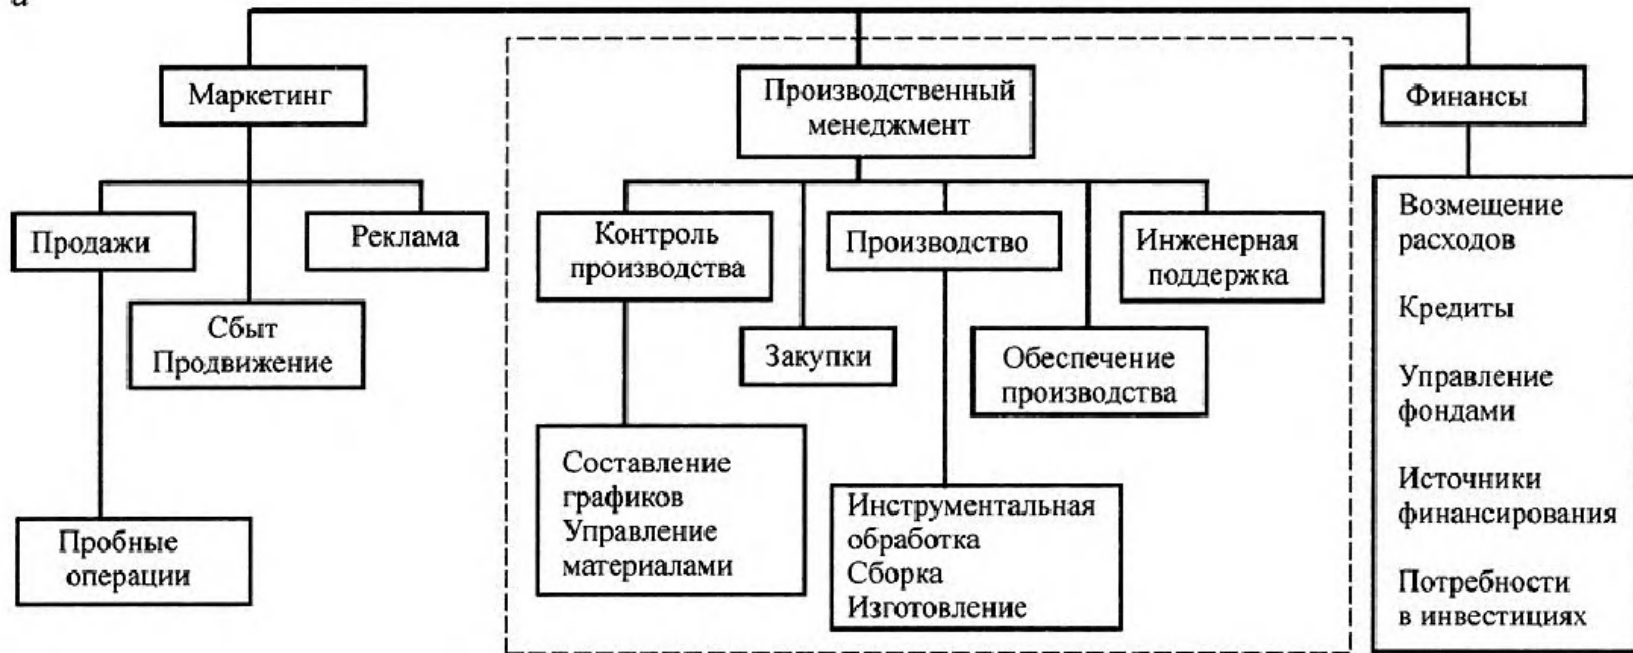 а
Маркетинг
Производственный
менеджмент
Финансы
Продажи
Реклама
Сбыт
Продвижение
Пробные
операции
Контроль
производства
Производство
Инженерная
поддержка
Закупки
Обеспечение
производства
Составление
графиков
Управление
материалами
Инструментальная
обработка
Сборка
Изготовление
Возмещение
расходов
Кредиты
Управление
фондами
Источники
финансирования
Потребности
в инвестициях